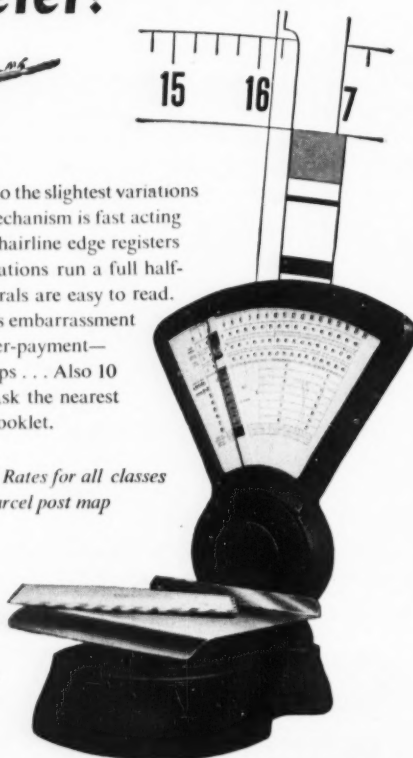 15 16 7
o the slightest variations
echanism is fast acting
hairline edge registers
ations run a full half-
rals are easy to read.
s embarrassment
er-payment—
ps . . . Also 10
sk the nearest
ooklet.
Rates for all classes
rcel post map